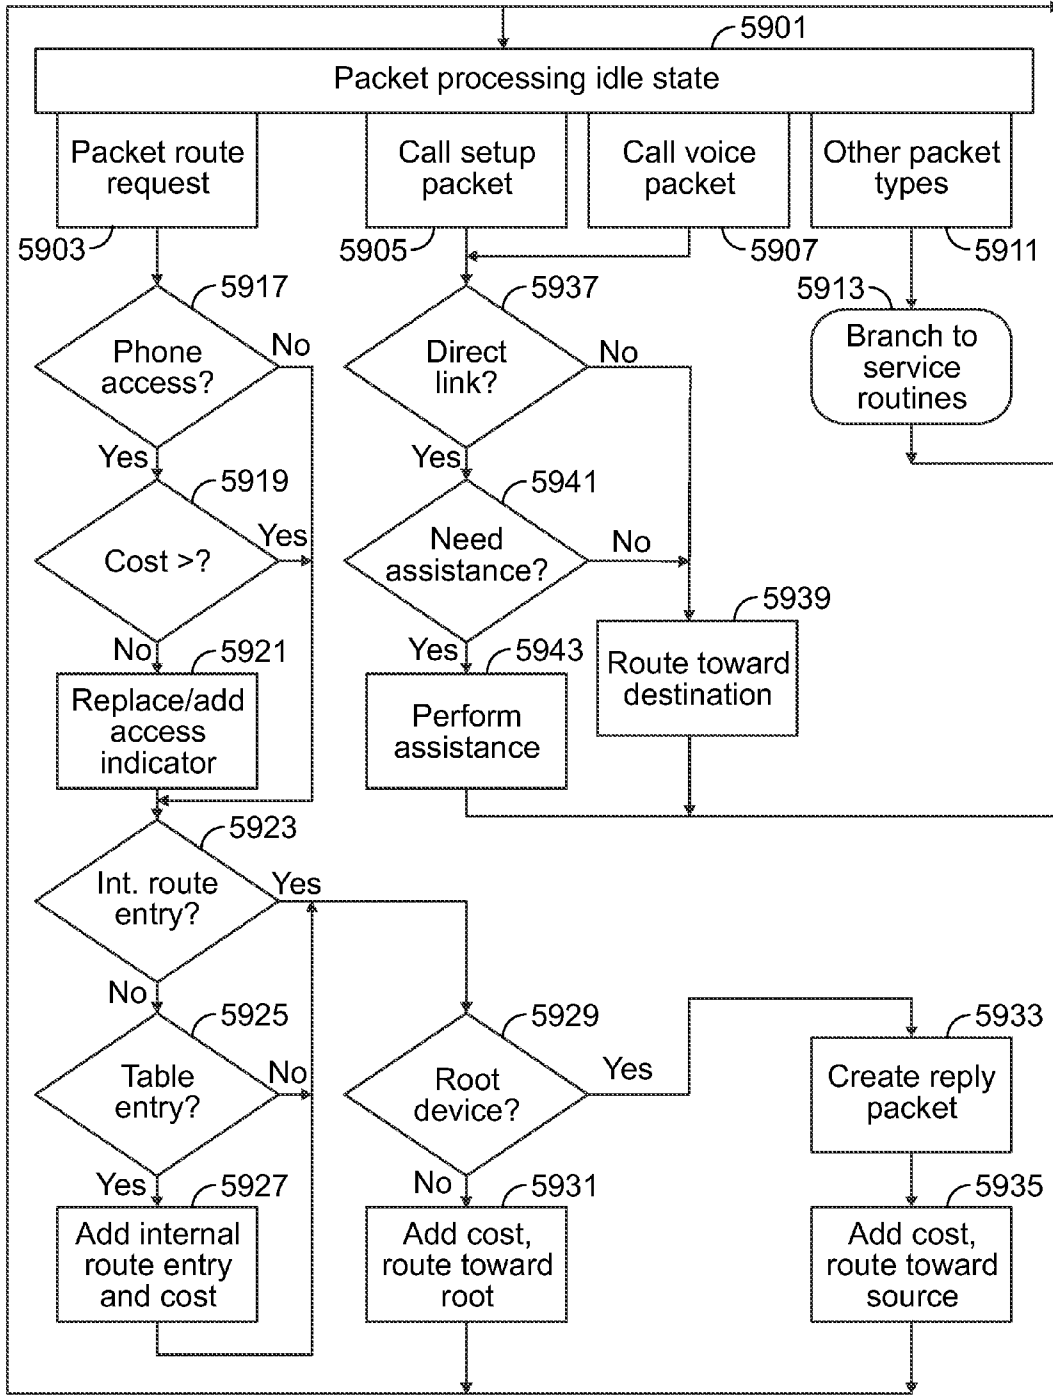 5901
Packet processing idle state
Packet route
request
Call setup
packet
Call voice
packet
Other packet
types
5903
5905
5907
5911
5917
5937
5913
Phone
access?
No
Direct
link?
No
Branch to
service
routines
Yes
5919
Yes
5941
Cost >?
Yes
Need
assistance?
No
5939
No
5921
Yes
5943
Route toward
destination
Replace/add
access
indicator
Perform
assistance
5923
Int. route
entry?
Yes
No
5925
5929
5933
Table
entry?
No
Root
device?
Yes
Create reply
packet
Yes
5927
No
5931
5935
Add internal
route entry
and cost
Add cost,
route toward
root
Add cost,
route toward
source